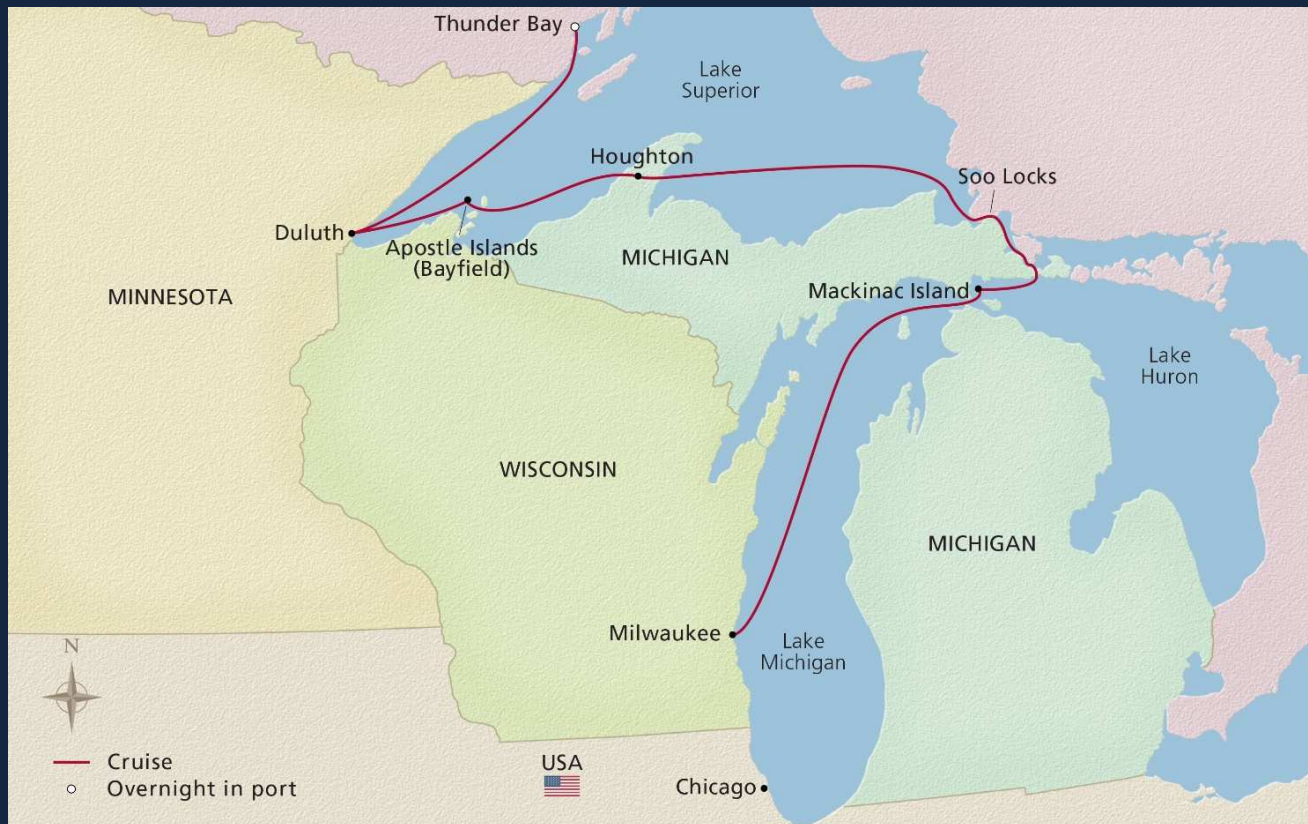 Thunder Bay
Lake
Superior
Houghton
Soo Locks
Duluth
Apostle Islands
(Bayfield)
MICHIGAN
MINNESOTA
Mackinac Island
Lake
Huron
WISCONSIN
MICHIGAN
Milwaukee
Lake
Michigan
N
Cruise
Overnight in port
USA
Chicago